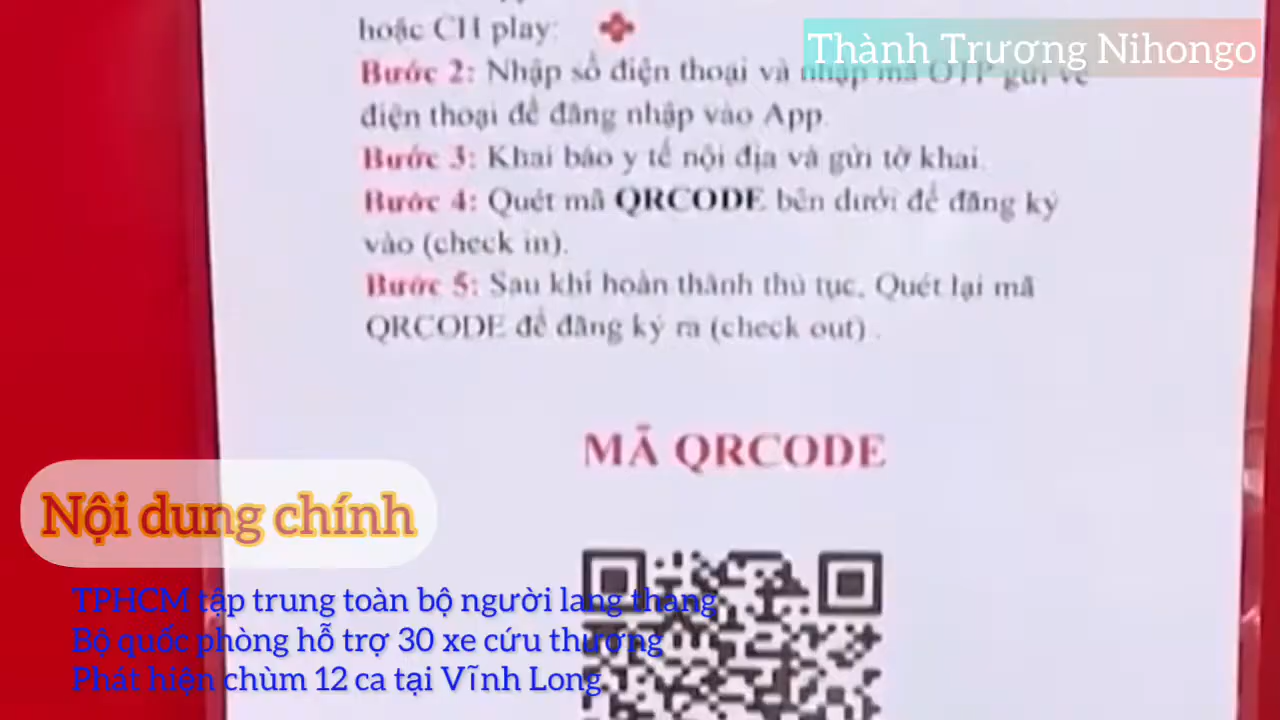 hoặc CH play:
Thành Trương Nihongo
Bước 2: Nhập số điện thoại và nhập mã OTP gửi về
điện thoại để đăng nhập vào App.
Bước 3: Khai báo y tế nội địa và gửi tờ khai.
Bước 4: Quét mã QRCODE bên dưới để đăng ký
vào (check in).
Bước 5: Sau khi hoàn thành thủ tục, Quét lại mã
QRCODE để đăng ký ra (check out) .
MÃ QRCODE
Nội dung chính
TPHCM tập trung toàn bộ người lang thang
Bộ quốc phòng hỗ trợ 30 xe cứu thương
Phát hiện chùm 12 ca tại Vĩnh Long